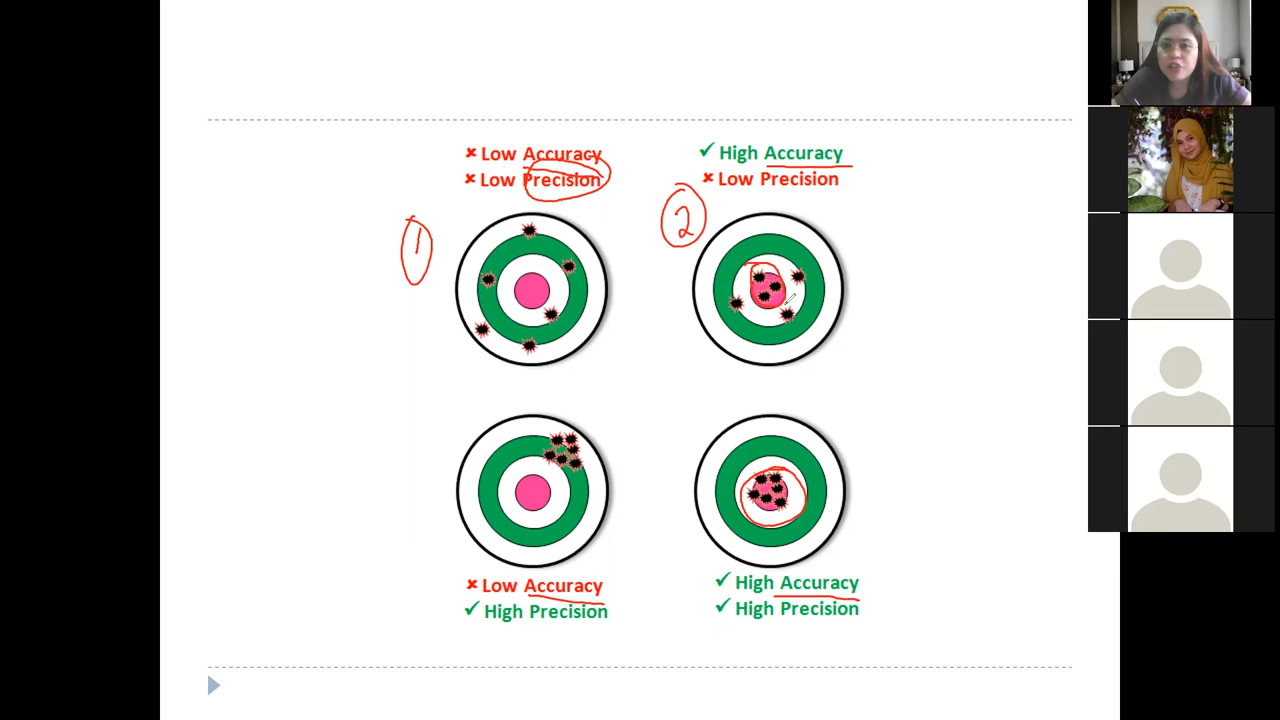 ✘ Low Accuracy
✘ Low Precision
✓ High Accuracy
✘ Low Precision
1
2
✘ Low Accuracy
✓ High Precision
✓ High Accuracy
✓ High Precision